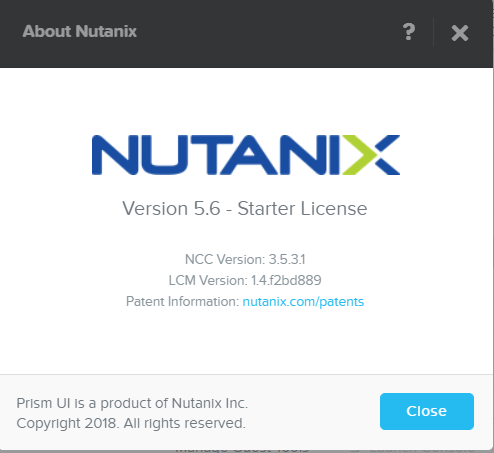 About Nutanix
?
NUTANIX
Version 5.6 - Starter License
NCC Version: 3.5.3.1
LCM Version: 1.4.f2bd889
Patent Information: nutanix.com/patents
Prism UI is a product of Nutanix Inc.
Copyright 2018. All rights reserved.
Close